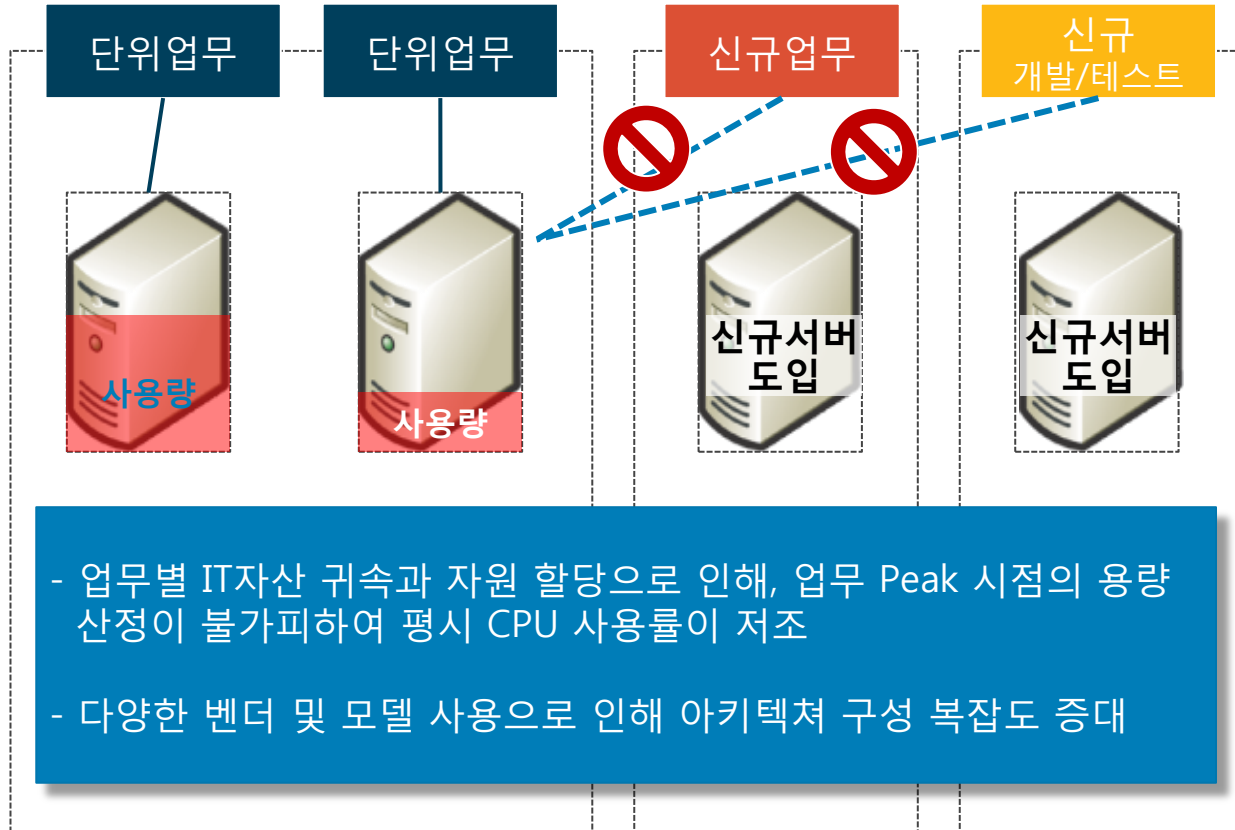 단위업무
단위업무
신규업무
신규
개발/테스트
사용량
사용량
신규서버
도입
신규서버
도입
- 업무별 IT자산 귀속과 자원 할당으로 인해, 업무 Peak 시점의 용량
산정이 불가피하여 평시 CPU 사용률이 저조
- 다양한 벤더 및 모델 사용으로 인해 아키텍쳐 구성 복잡도 증대